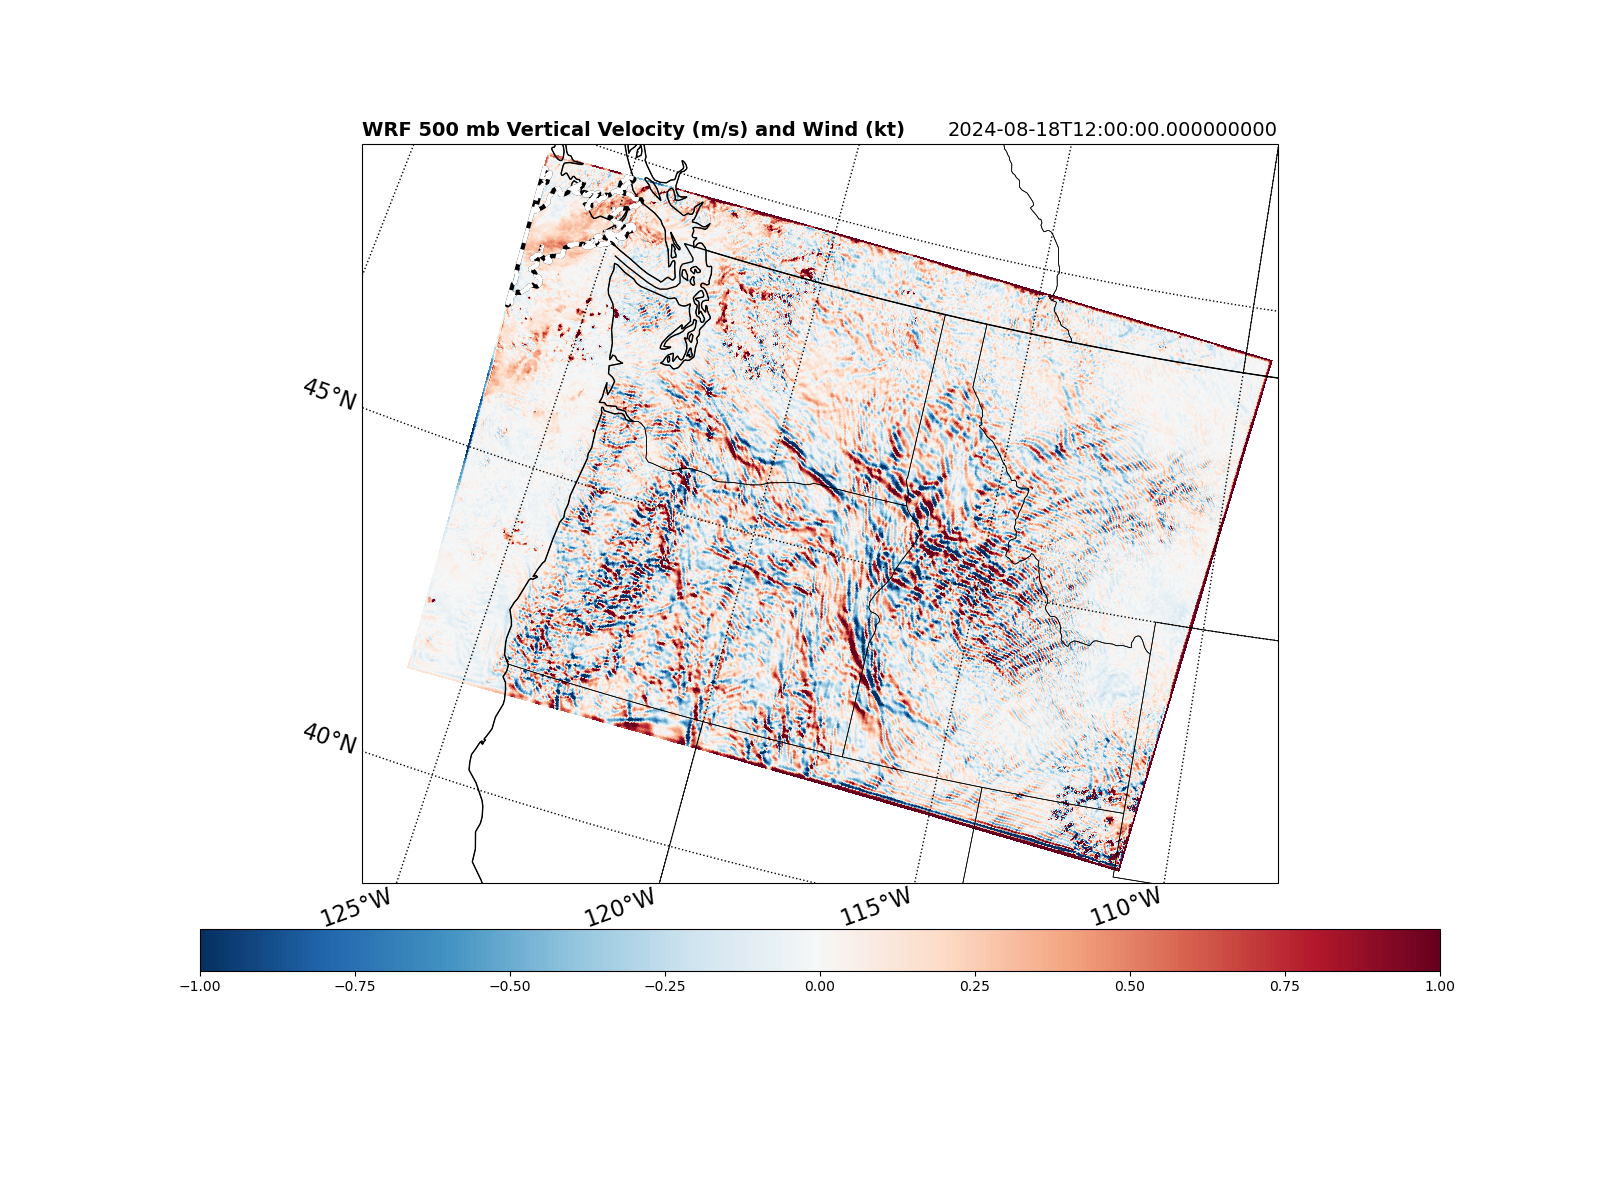 WRF 500 mb Vertical Velocity (m/s) and Wind (kt) 2024-08-18T12:00:00.000000000
45°N
40°N
125°W 120°W 115°W 110°W
−1.00 −0.75 −0.50 −0.25 0.00 0.25 0.50 0.75 1.00